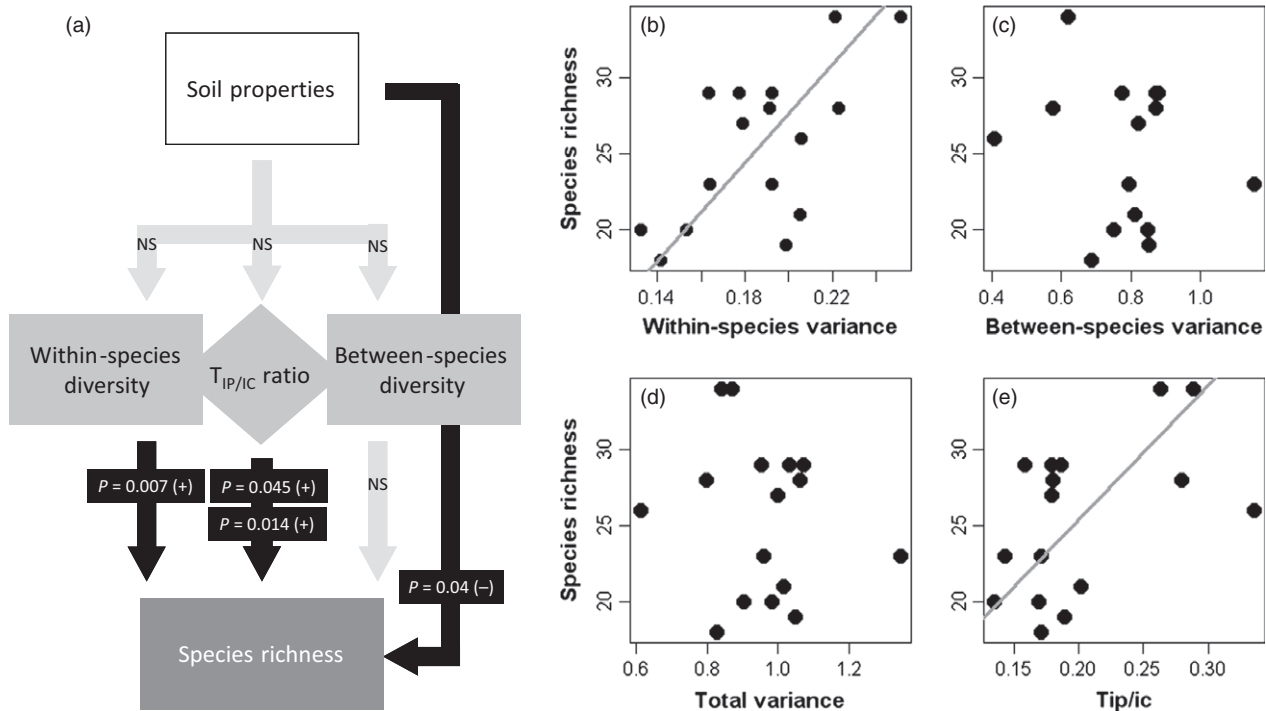 (a)
Soil properties
NS
NS
NS
Within-species
diversity
TIP/IC ratio
Between-species
diversity
P = 0.007 (+)
P = 0.045 (+)
P = 0.014 (+)
NS
P = 0.04 (–)
Species richness
(b)
Species richness
20
25
30
0.14
0.18
0.22
Within-species variance
(c)
20
25
30
0.4
0.6
0.8
1.0
Between-species variance
(d)
Species richness
20
25
30
0.6
0.8
1.0
1.2
Total variance
(e)
20
25
30
0.15
0.20
0.25
0.30
Tip/ic